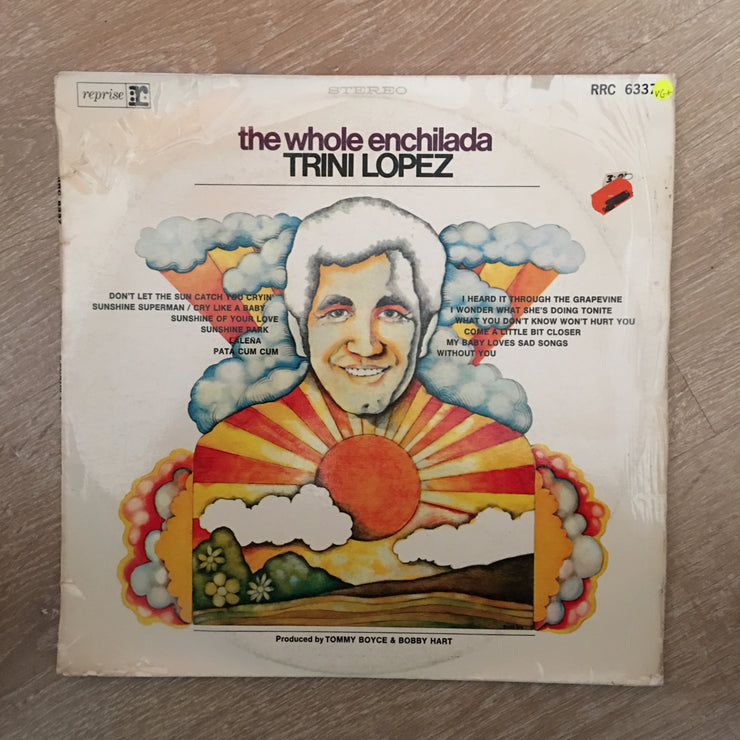 reprise
STEREO
RRC 6337
VG+
the whole enchilada
TRINI LOPEZ
DON'T LET THE SUN CATCH YOU CRYIN'
SUNSHINE SUPERMAN / CRY LIKE A BABY
SUNSHINE OF YOUR LOVE
SUNSHINE PARK
LALENA
PATA CUM CUM
I HEARD IT THROUGH THE GRAPEVINE
I WONDER WHAT SHE'S DOING TONITE
WHAT YOU DON'T KNOW WON'T HURT YOU
COME A LITTLE BIT CLOSER
MY BABY LOVES SAD SONGS
WITHOUT YOU
Produced by TOMMY BOYCE & BOBBY HART